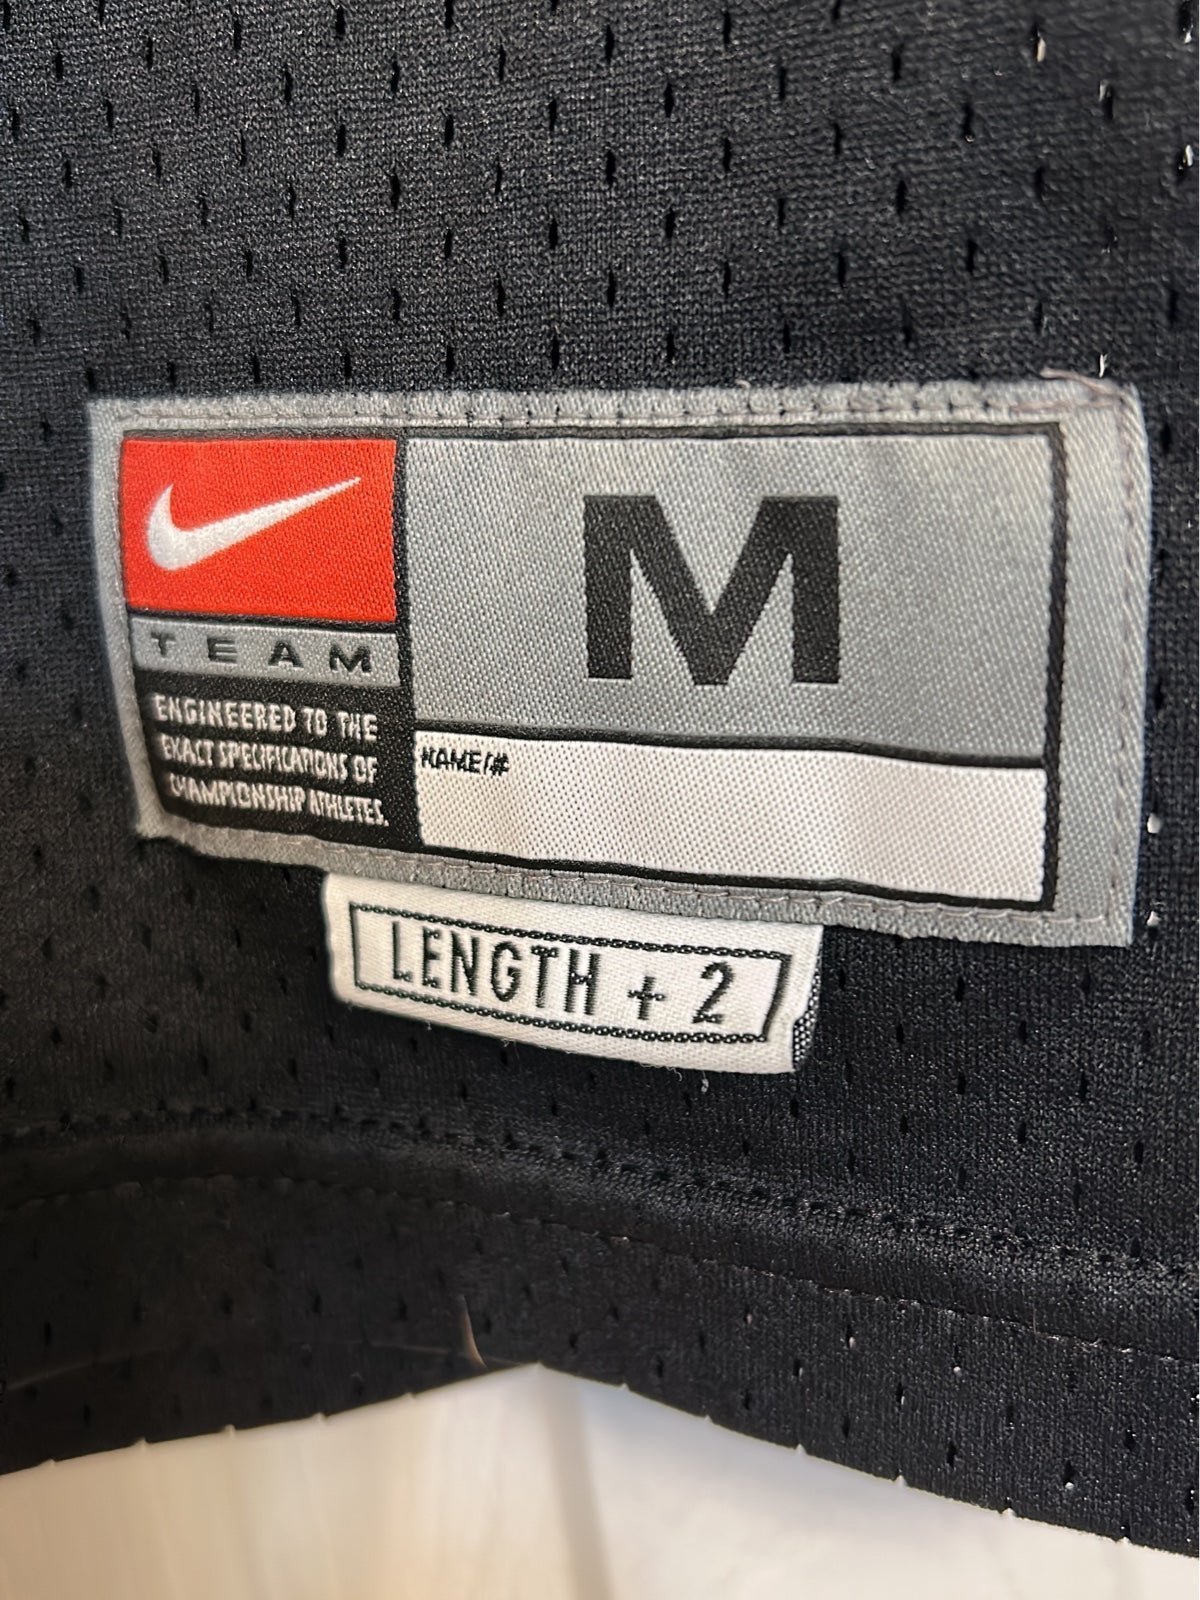 M
TEAM
ENGINEERED TO THE
EXACT SPECIFICATIONS OF
CHAMPIONSHIP ATHLETES.
NAME/#
LENGTH + 2